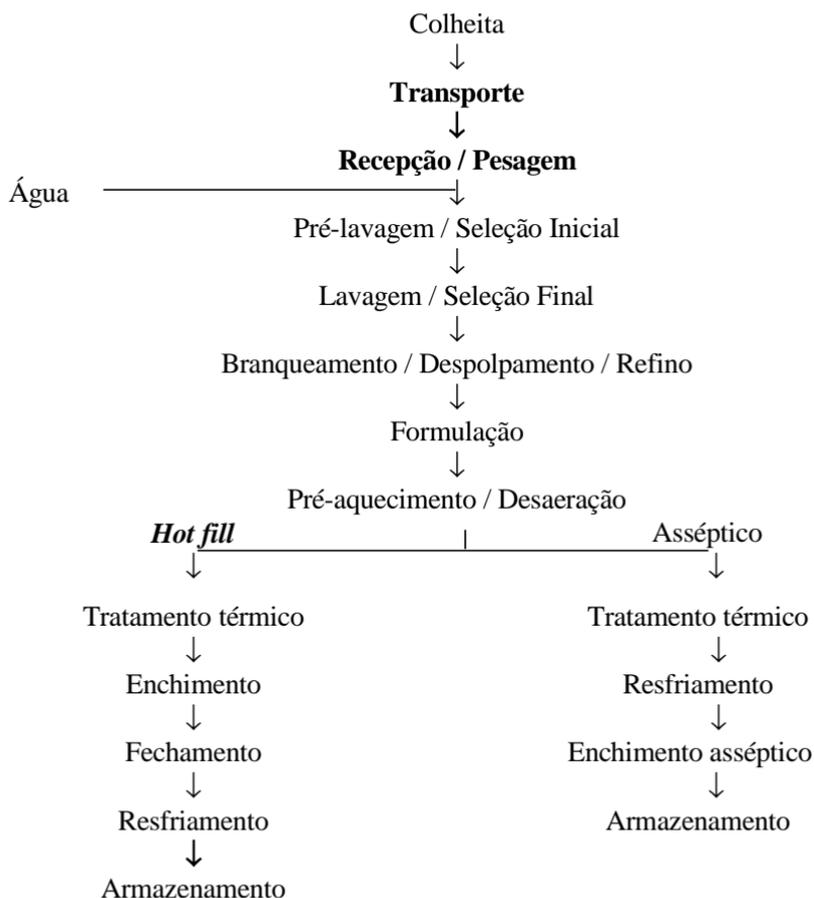 Colheita
Transporte
Recepção / Pesagem
Água
Pré-lavagem / Seleção Inicial
Lavagem / Seleção Final
Branqueamento / Despolpamento / Refino
Formulação
Pré-aquecimento / Desaeração
Hot fill
Asséptico
Tratamento térmico
Tratamento térmico
Enchimento
Resfriamento
Fechamento
Enchimento asséptico
Resfriamento
Armazenamento
Armazenamento